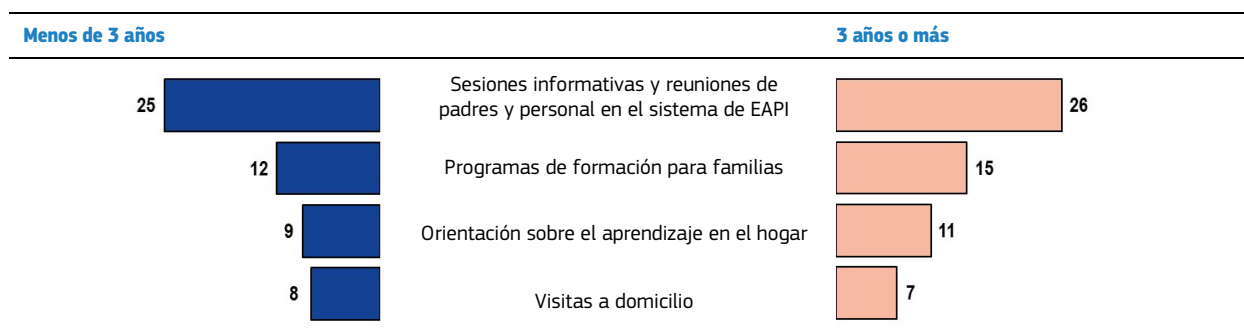 Menos de 3 años 3 años o más
25 Sesiones informativas y reuniones de padres y personal en el sistema de EAPI 26
12 Programas de formación para familias 15
9 Orientación sobre el aprendizaje en el hogar 11
8 Visitas a domicilio 7